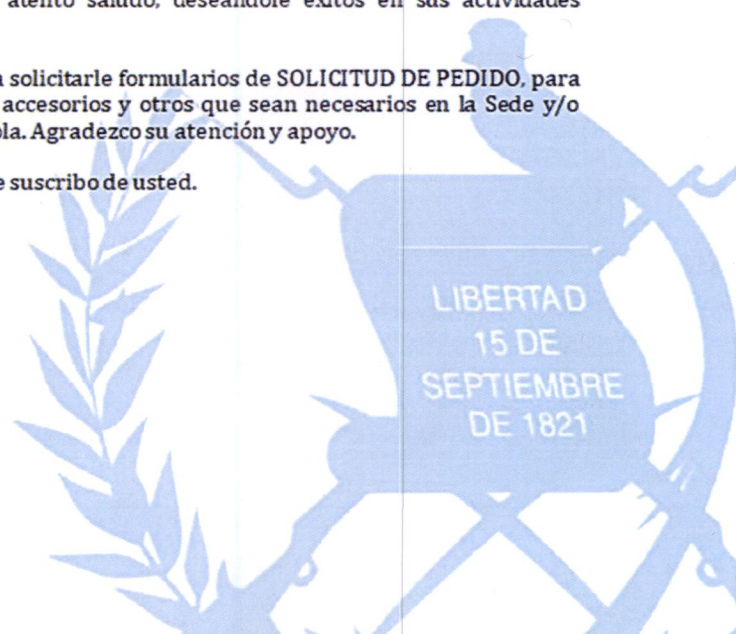 atento saludo, deseándole éxitos en sus actividades
solicitarle formularios de SOLICITUD DE PEDIDO, para
accesorios y otros que sean necesarios en la Sede y/o
Agradezco su atención y apoyo.
suscribo de usted.
LIBERTAD
15 DE
SEPTIEMBRE
DE 1821